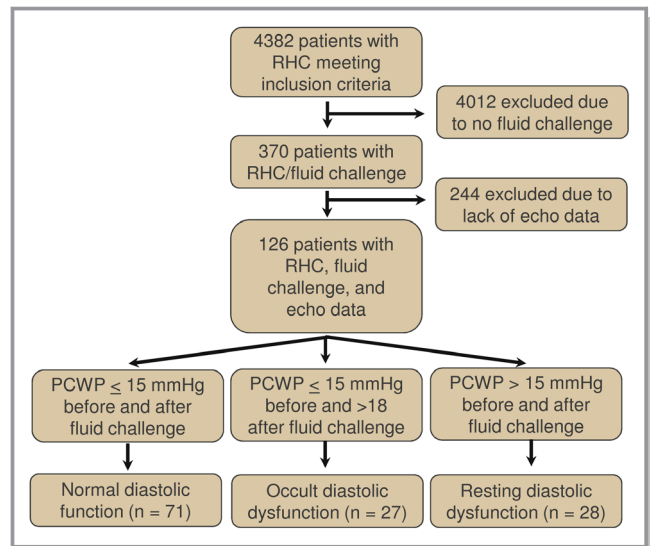 4382 patients with
RHC meeting
inclusion criteria
4012 excluded due
to no fluid challenge
370 patients with
RHC/fluid challenge
244 excluded due to
lack of echo data
126 patients with
RHC, fluid
challenge, and
echo data
PCWP ≤ 15 mmHg
before and after
fluid challenge
PCWP ≤ 15 mmHg
before and >18
after fluid challenge
PCWP > 15 mmHg
before and after
fluid challenge
Normal diastolic
function (n = 71)
Occult diastolic
dysfunction (n = 27)
Resting diastolic
dysfunction (n = 28)